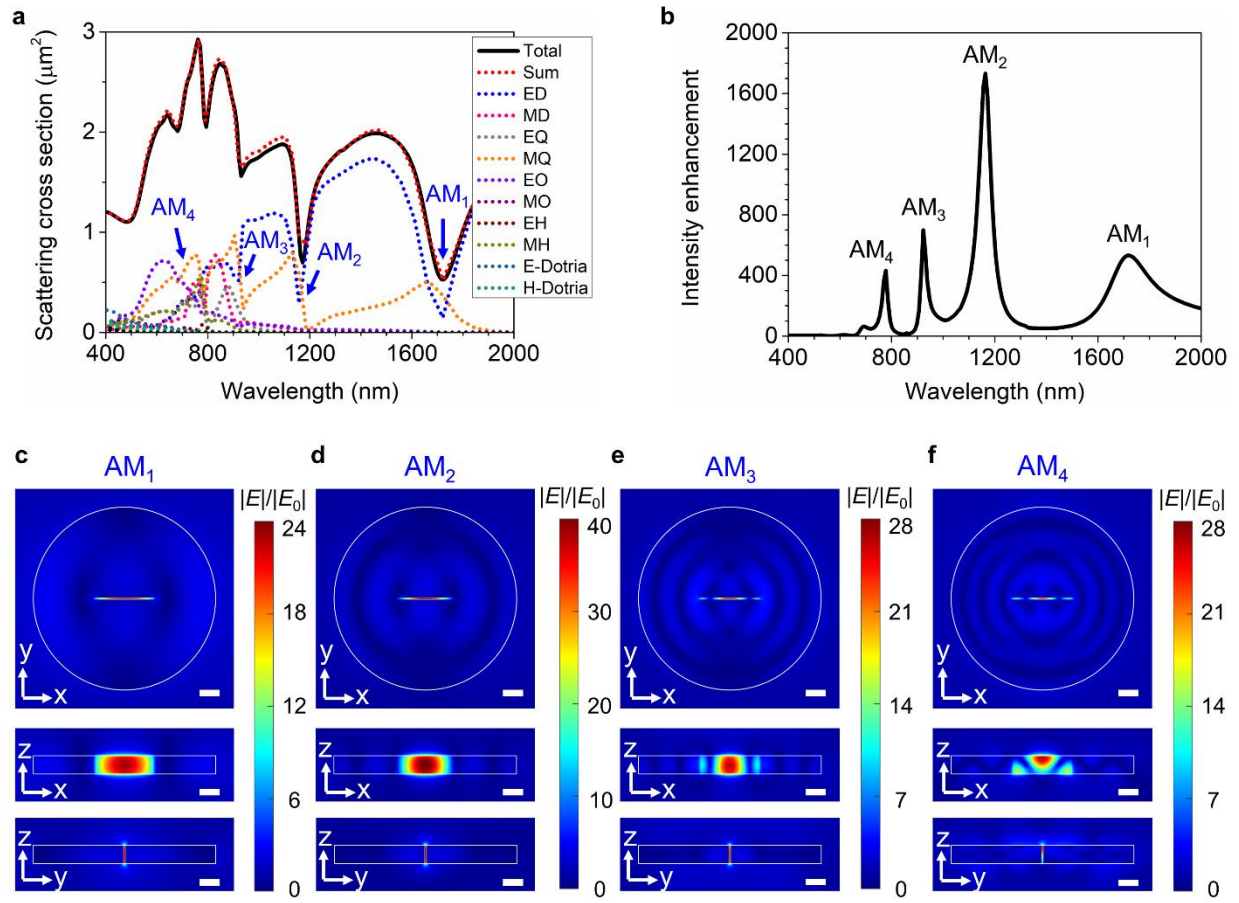 a
Scattering cross section (μm²)
3
2
1
0
400 800 1200 1600 2000
Wavelength (nm)
AM₄
AM₃
AM₂
AM₁
Total
Sum
ED
MD
EQ
MQ
EO
MO
EH
MH
E-Dotria
H-Dotria
b
Intensity enhancement
2000
1600
1200
800
400
0
400 800 1200 1600 2000
Wavelength (nm)
AM₄
AM₃
AM₂
AM₁
c
AM₁
|E|/|E₀|
24
18
12
6
0
y
x
z
x
z
y
d
AM₂
|E|/|E₀|
40
30
20
10
0
y
x
z
x
z
y
e
AM₃
|E|/|E₀|
28
21
14
7
0
y
x
z
x
z
y
f
AM₄
|E|/|E₀|
28
21
14
7
0
y
x
z
x
z
y